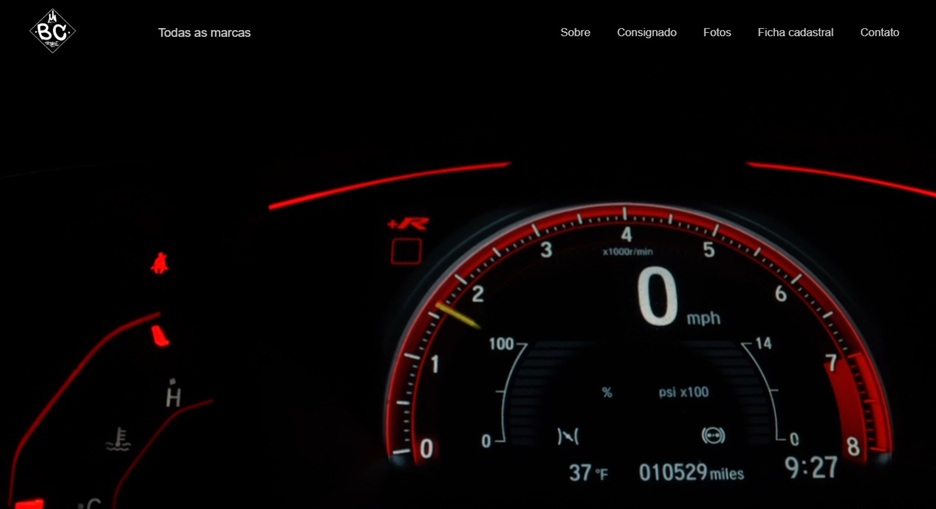 BC
Todas as marcas
Sobre
Consignado
Fotos
Ficha cadastral
Contato
+R
0
1
2
3
4
5
6
7
8
x1000r/min
0 mph
100
0
14
0
%
psi x100
H
C
37 °F
010529 miles
9:27